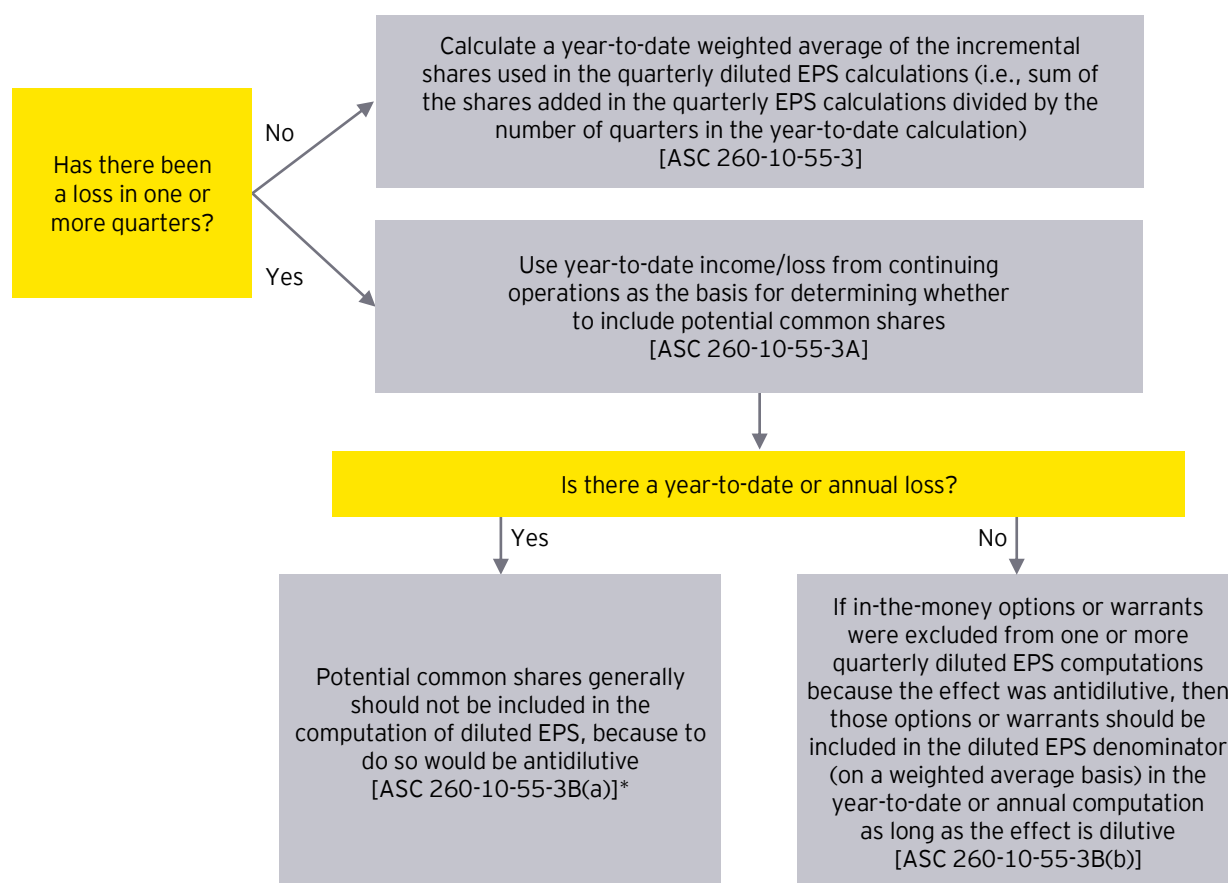 Calculate a year-to-date weighted average of the incremental
shares used in the quarterly diluted EPS calculations (i.e., sum of
the shares added in the quarterly EPS calculations divided by the
number of quarters in the year-to-date calculation)
[ASC 260-10-55-3]
Has there been
a loss in one or
more quarters?
No
Yes
Use year-to-date income/loss from continuing
operations as the basis for determining whether
to include potential common shares
[ASC 260-10-55-3A]
Is there a year-to-date or annual loss?
Yes
No
Potential common shares generally
should not be included in the
computation of diluted EPS, because to
do so would be antidilutive
[ASC 260-10-55-3B(a)]*
If in-the-money options or warrants
were excluded from one or more
quarterly diluted EPS computations
because the effect was antidilutive, then
those options or warrants should be
included in the diluted EPS denominator
(on a weighted average basis) in the
year-to-date or annual computation
as long as the effect is dilutive
[ASC 260-10-55-3B(b)]